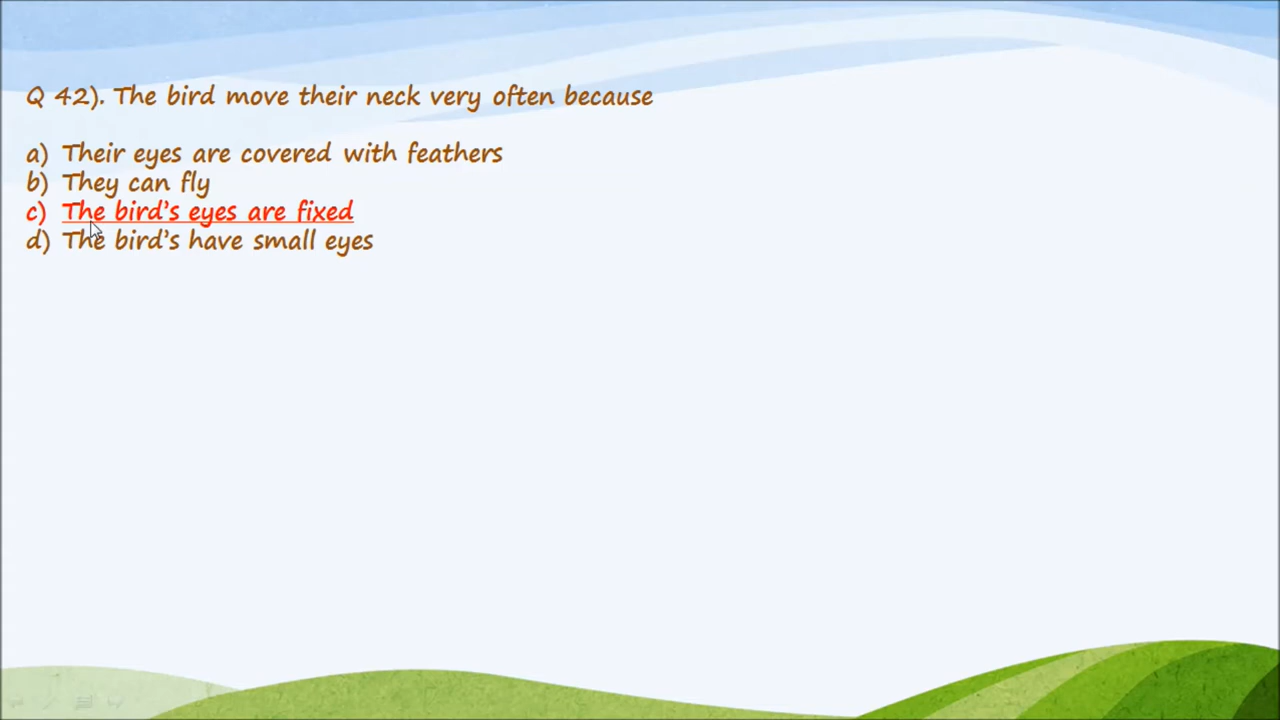 Q 42). The bird move their neck very often because
a) Their eyes are covered with feathers
b) They can fly
c) The bird's eyes are fixed
d) The bird's have small eyes